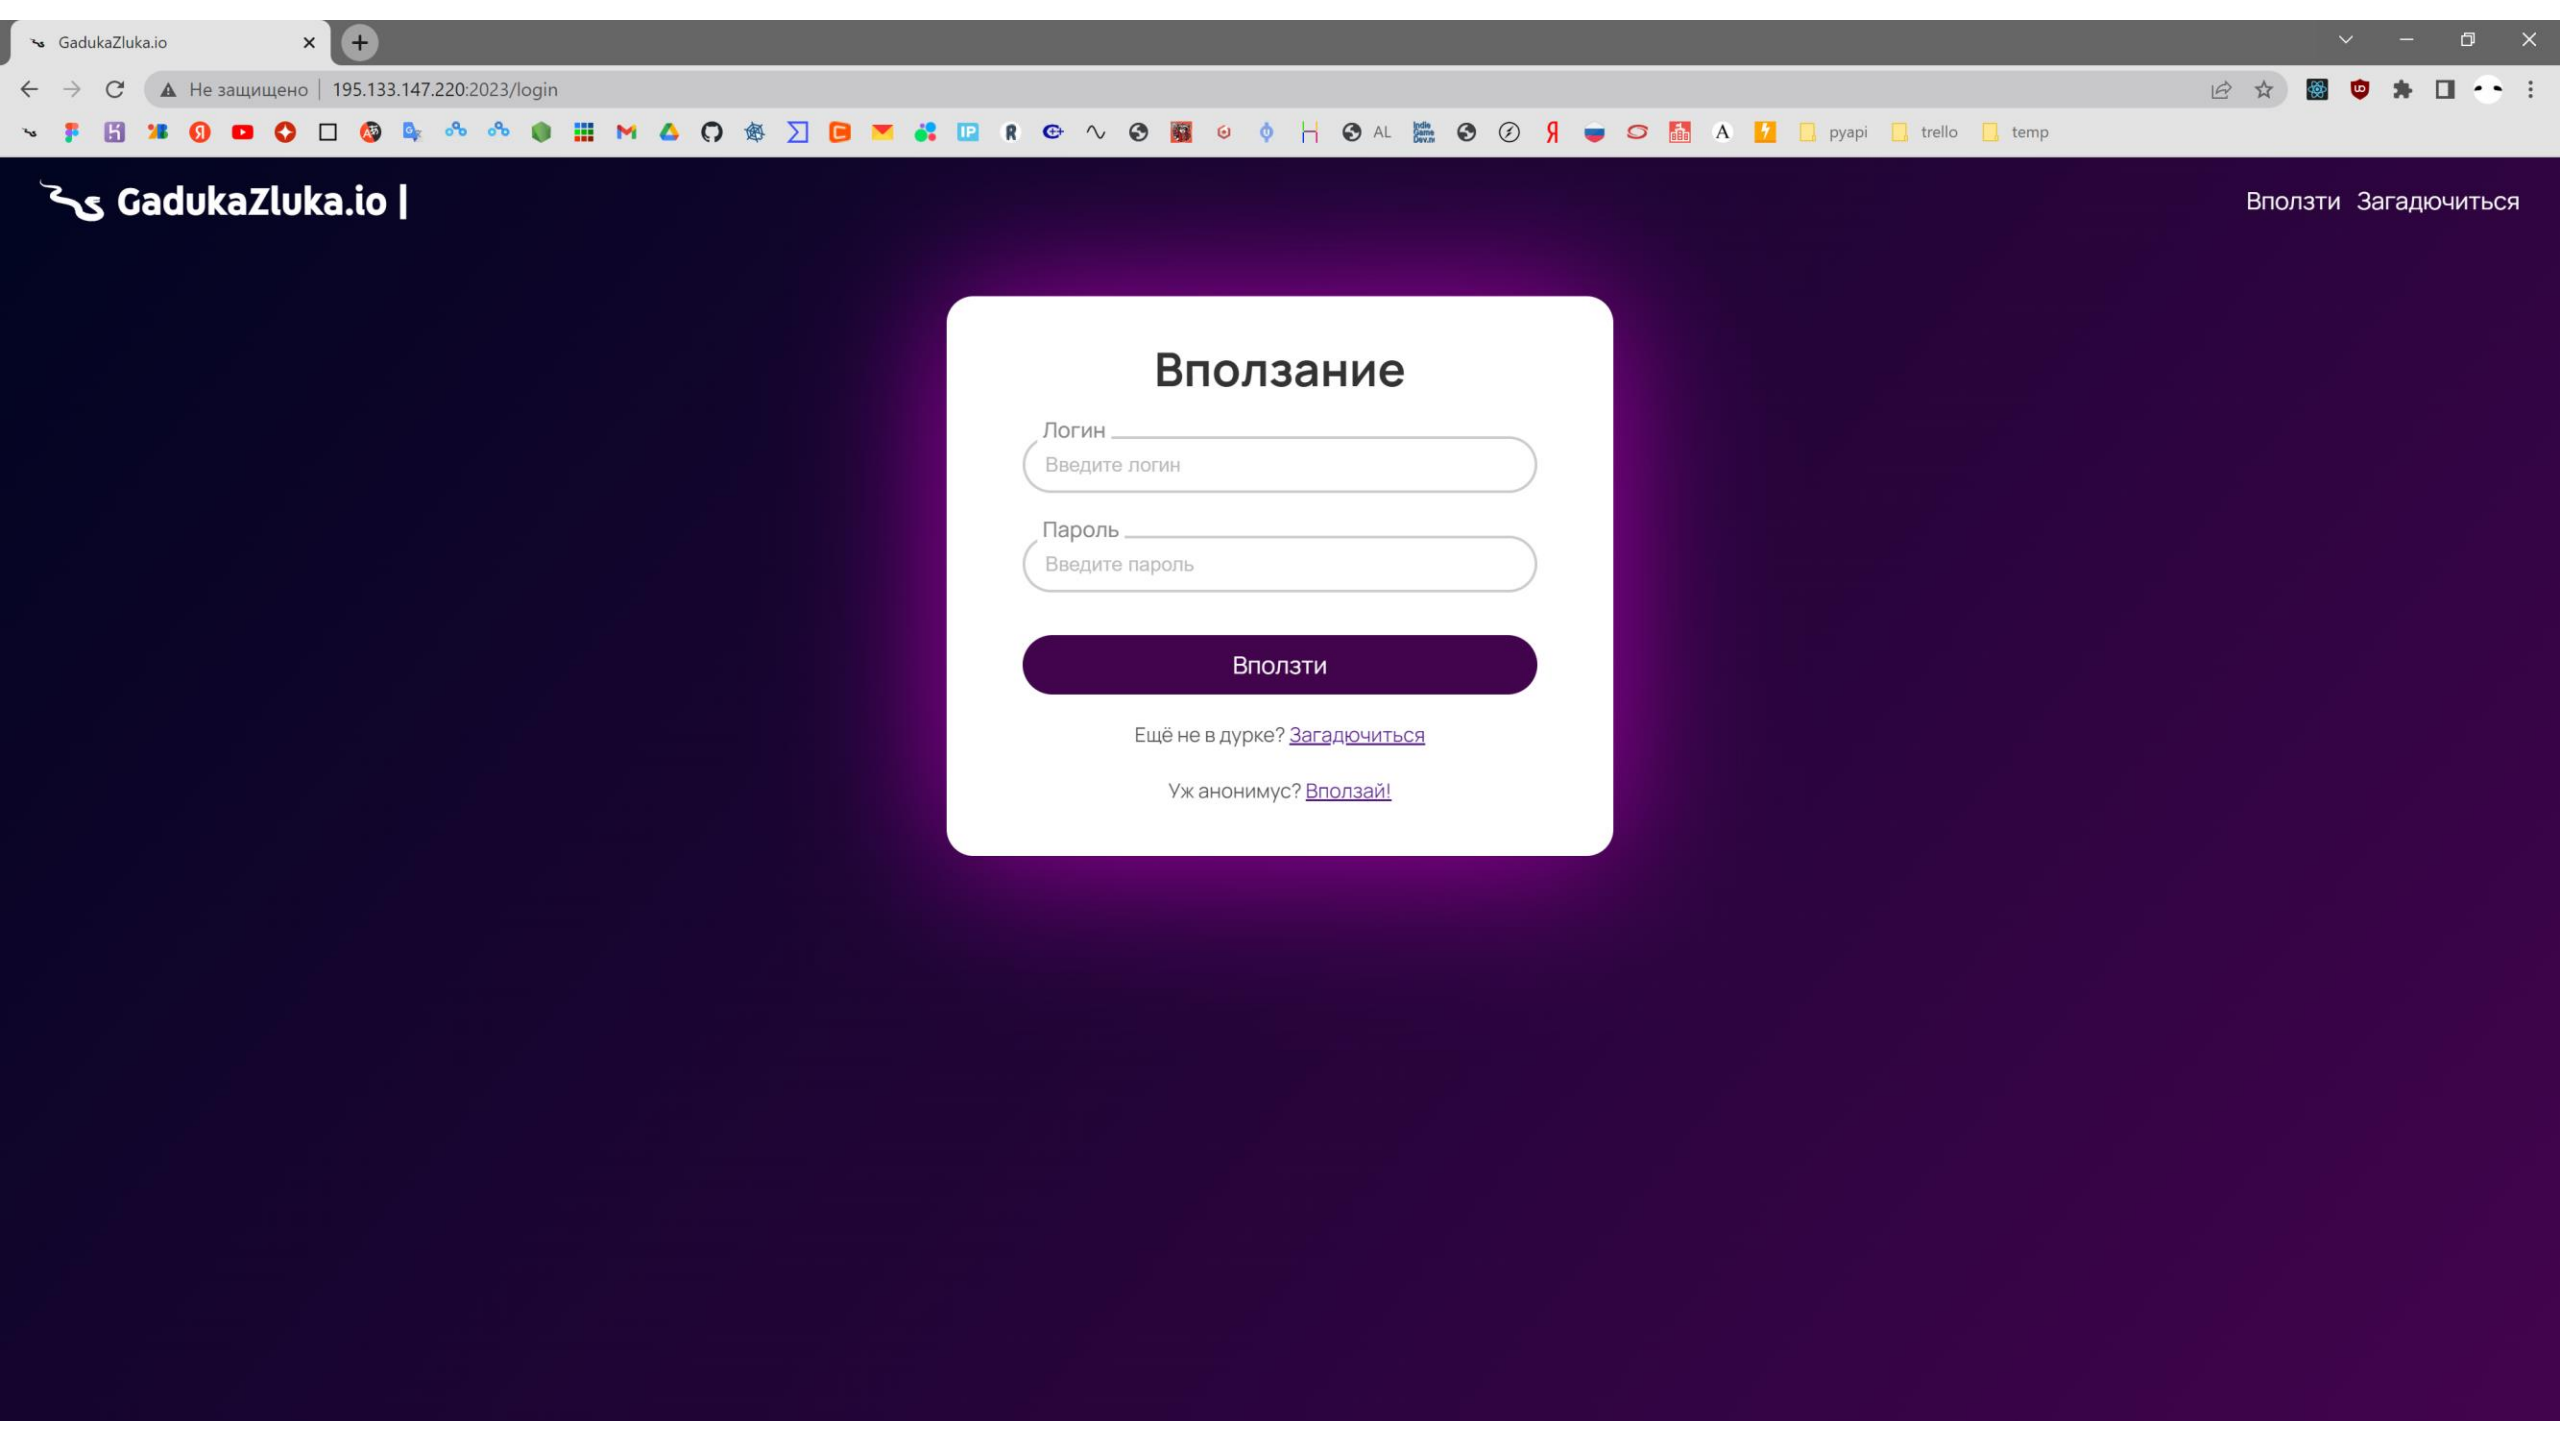 GadukaZluka.io
Не защищено | 195.133.147.220:2023/login
AL pyapi trello temp
GadukaZluka.io |
Вползти Загадючиться
Вползание
Логин
Введите логин
Пароль
Введите пароль
Вползти
Ещё не в дурке? Загадючиться
Уж анонимус? Вползай!